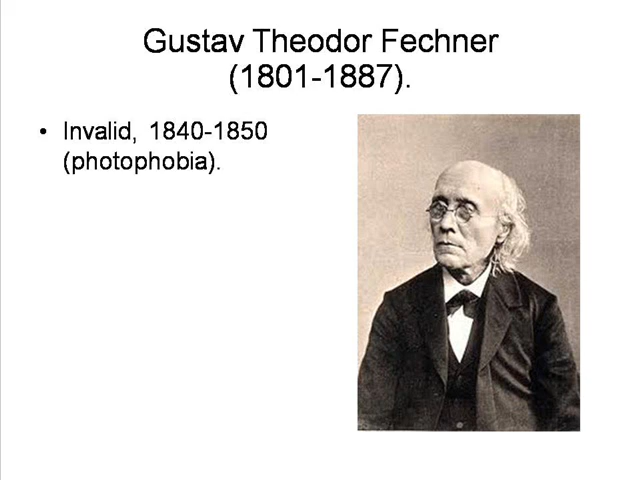 Gustav Theodor Fechner
(1801-1887).
• Invalid, 1840-1850
(photophobia).